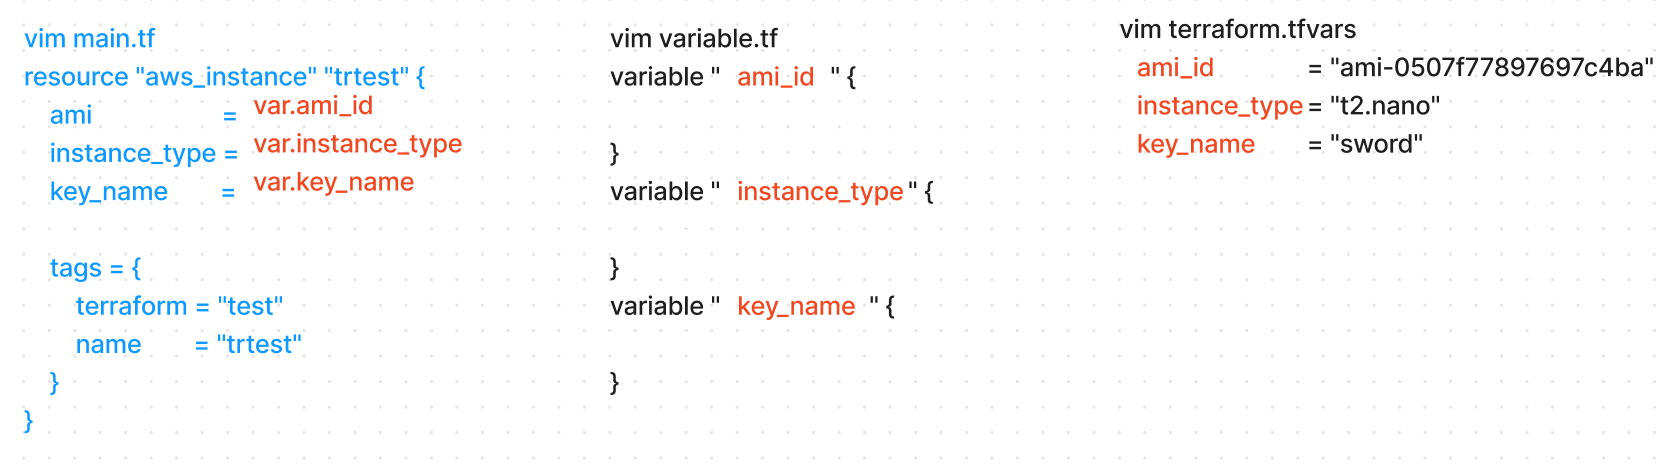 vim main.tf
resource "aws_instance" "trtest" {
ami = var.ami_id
instance_type = var.instance_type
key_name = var.key_name
tags = {
terraform = "test"
name = "trtest"
}
}
vim variable.tf
variable " ami_id " {
}
variable " instance_type " {
}
variable " key_name " {
}
vim terraform.tfvars
ami_id = "ami-0507f77897697c4ba"
instance_type = "t2.nano"
key_name = "sword"